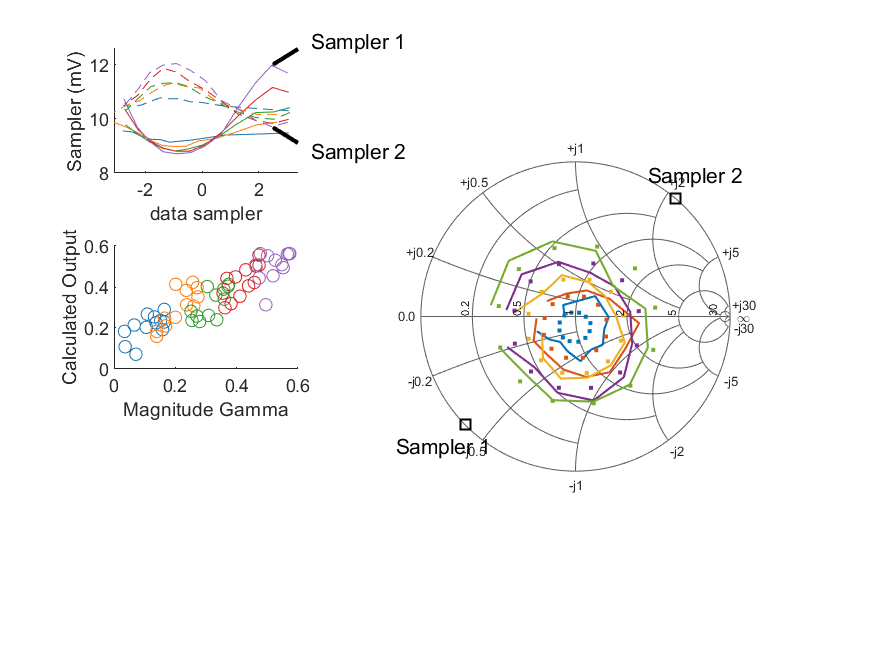 Sampler 1
Sampler (mV)
12
10
8
-2
0
2
data sampler
Sampler 2
Calculated Output
0.6
0.4
0.2
0
0
0.2
0.4
0.6
Magnitude Gamma
+j1
Sampler 2
+j0.5
+j2
+j0.2
+j5
0.0
0.2
0.5
1
2
5
30
+j30
∞
-j30
-j0.2
-j5
Sampler 1
-j0.5
-j2
-j1